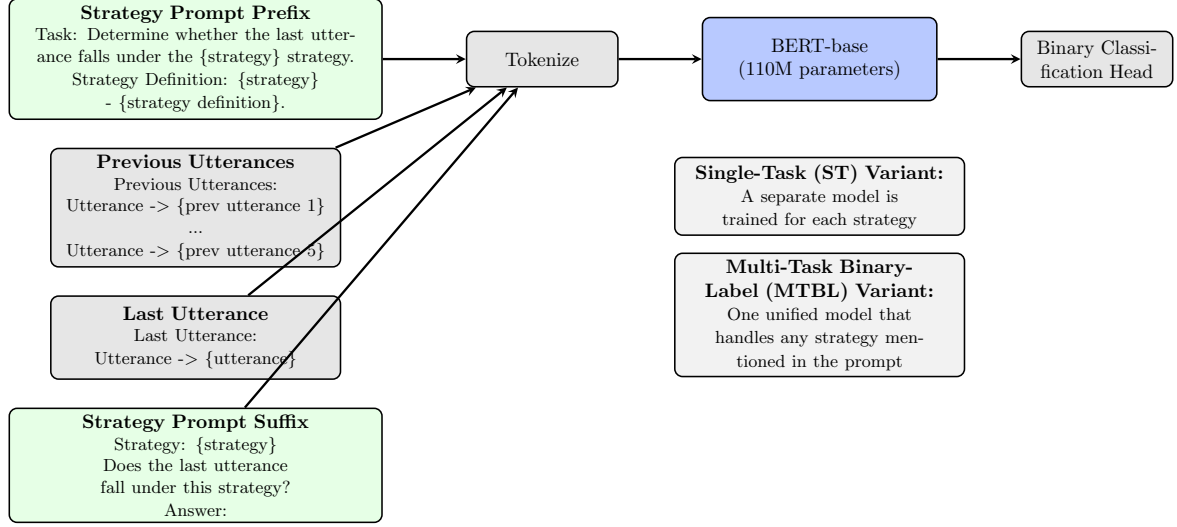 Strategy Prompt Prefix
Task: Determine whether the last utter-
ance falls under the {strategy} strategy.
Strategy Definition: {strategy}
- {strategy definition}.
Previous Utterances
Previous Utterances:
Utterance -> {prev utterance 1}
...
Utterance -> {prev utterance 5}
Last Utterance
Last Utterance:
Utterance -> {utterance}
Strategy Prompt Suffix
Strategy: {strategy}
Does the last utterance
fall under this strategy?
Answer:
Tokenize
BERT-base
(110M parameters)
Binary Classi-
fication Head
Single-Task (ST) Variant:
A separate model is
trained for each strategy
Multi-Task Binary-
Label (MTBL) Variant:
One unified model that
handles any strategy men-
tioned in the prompt